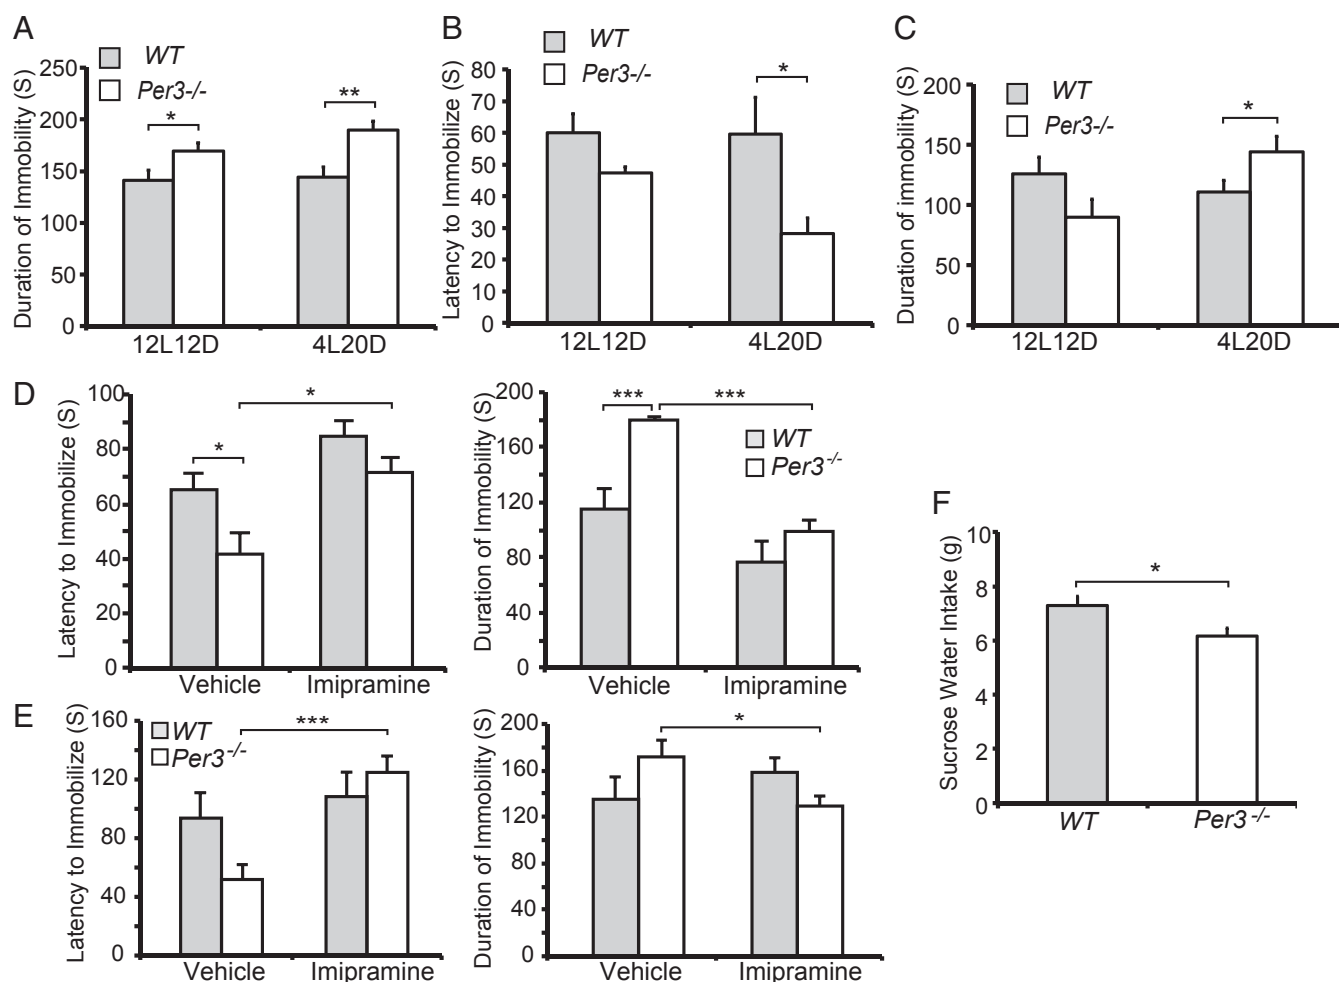 A
WT
Per3-/-
Duration of Immobility (S)
250
200
150
100
50
0
*
**
12L12D
4L20D
B
WT
Per3-/-
Latency to Immobilize (S)
80
70
60
50
40
30
20
10
0
*
12L12D
4L20D
C
WT
Per3-/-
Duration of immobility (S)
200
150
100
50
0
*
12L12D
4L20D
D
Latency to Immobilize (S)
100
80
60
40
20
0
*
*
Vehicle
Imipramine
Duration of Immobility (S)
200
160
120
80
40
0
***
***
WT
Per3-/-
Vehicle
Imipramine
E
WT
Per3-/-
Latency to Immobilize (S)
160
120
80
40
0
***
Vehicle
Imipramine
Duration of Immobility (S)
200
160
120
80
40
0
*
Vehicle
Imipramine
F
Sucrose Water Intake (g)
10
8
6
4
2
0
*
WT
Per3-/-